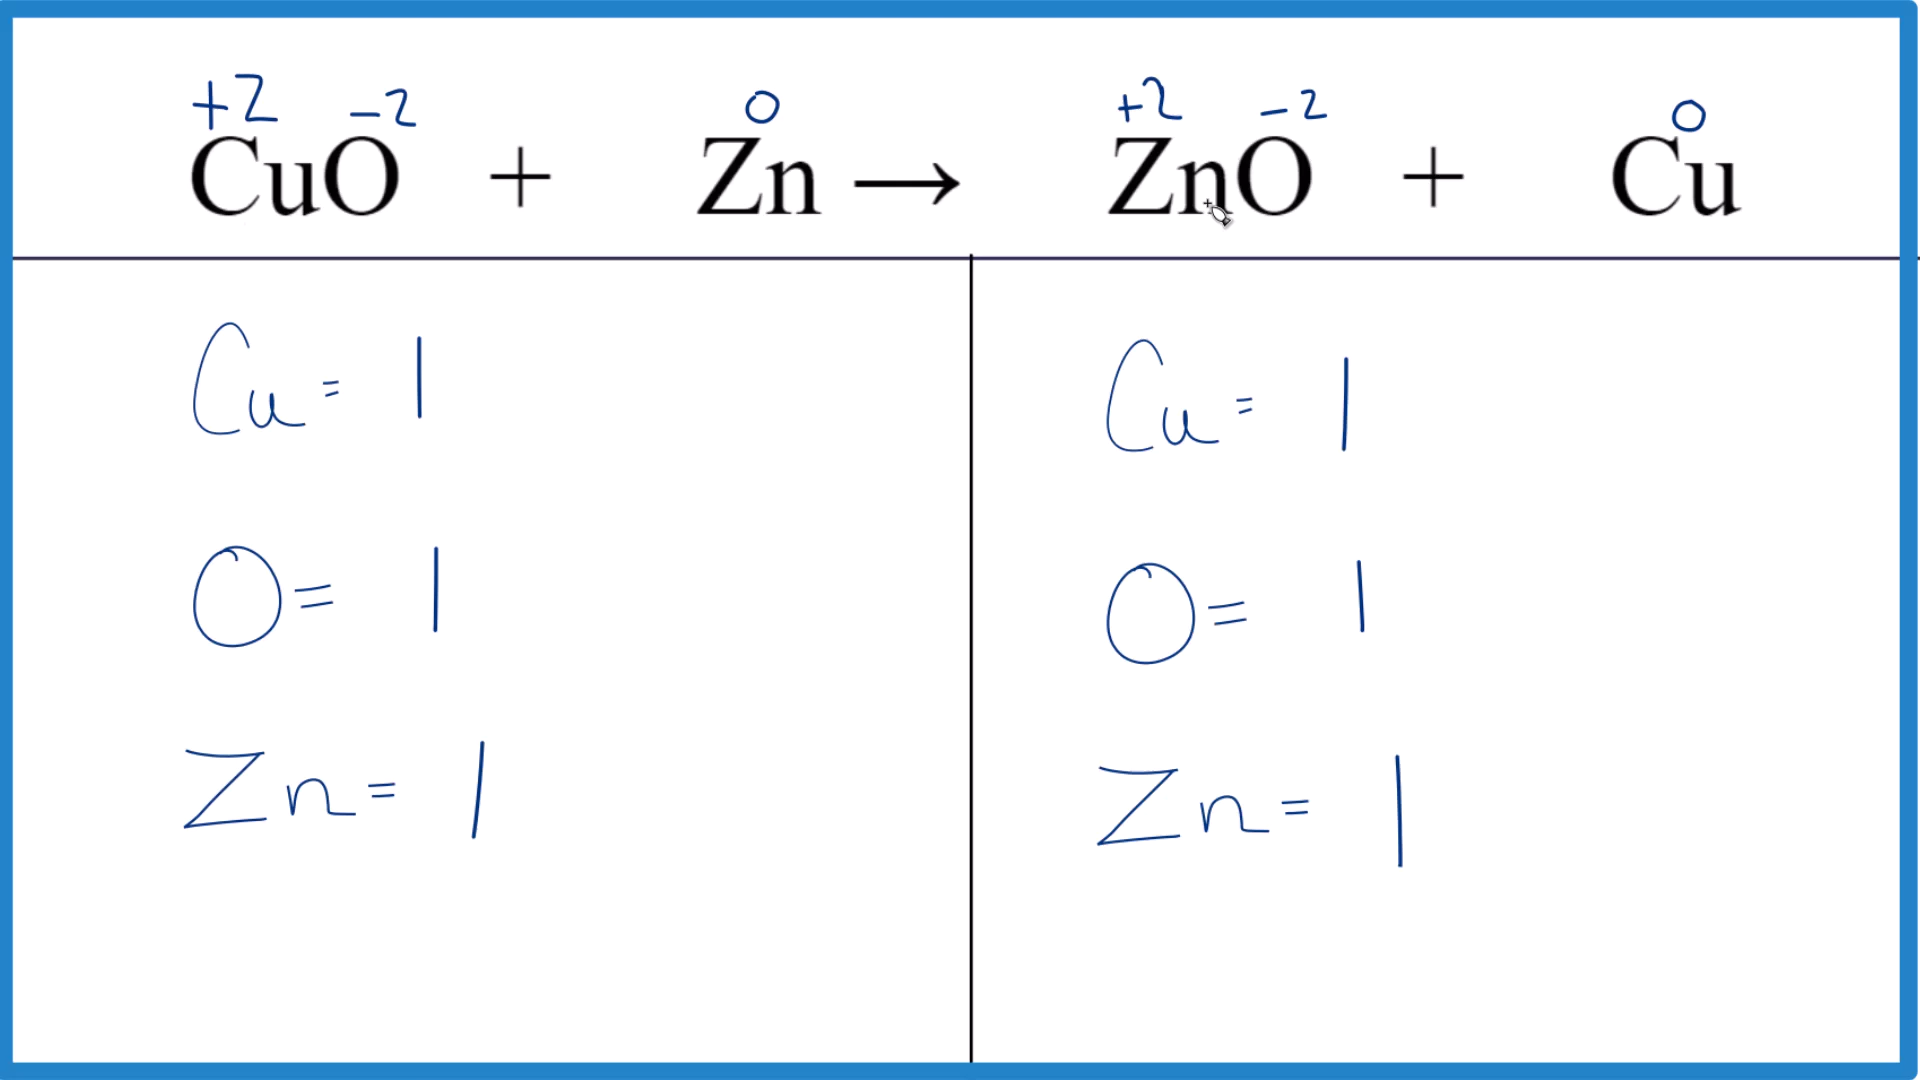 +2 -2 0 +2 -2 0
CuO + Zn → ZnO + Cu
Cu = 1
O = 1
Zn = 1
Cu = 1
O = 1
Zn = 1